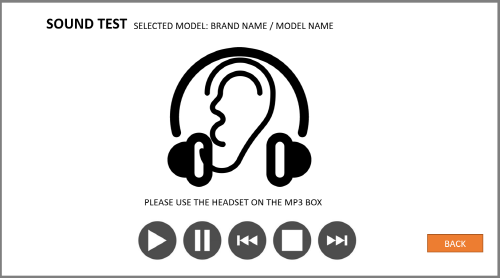 SOUND TEST SELECTED MODEL: BRAND NAME / MODEL NAME
PLEASE USE THE HEADSET ON THE MP3 BOX
BACK